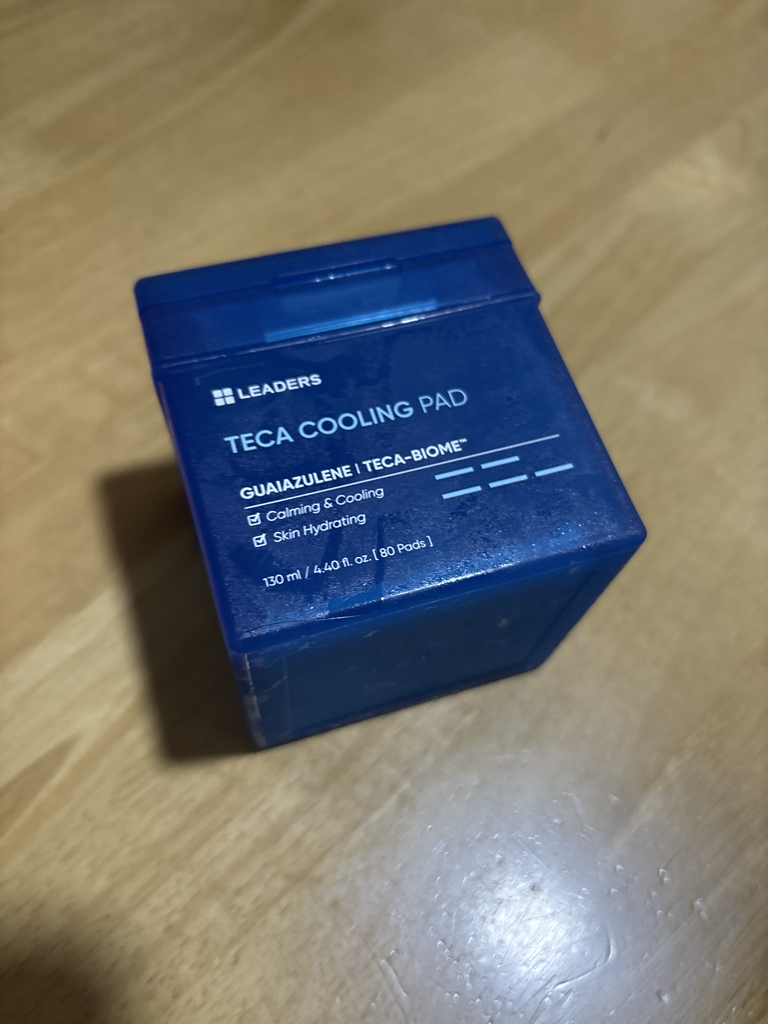 LEADERS
TECA COOLING PAD
GUAIAZULENE | TECA-BIOME™
Calming & Cooling
Skin Hydrating
130 ml / 4.40 fl. oz. [ 80 Pads ]